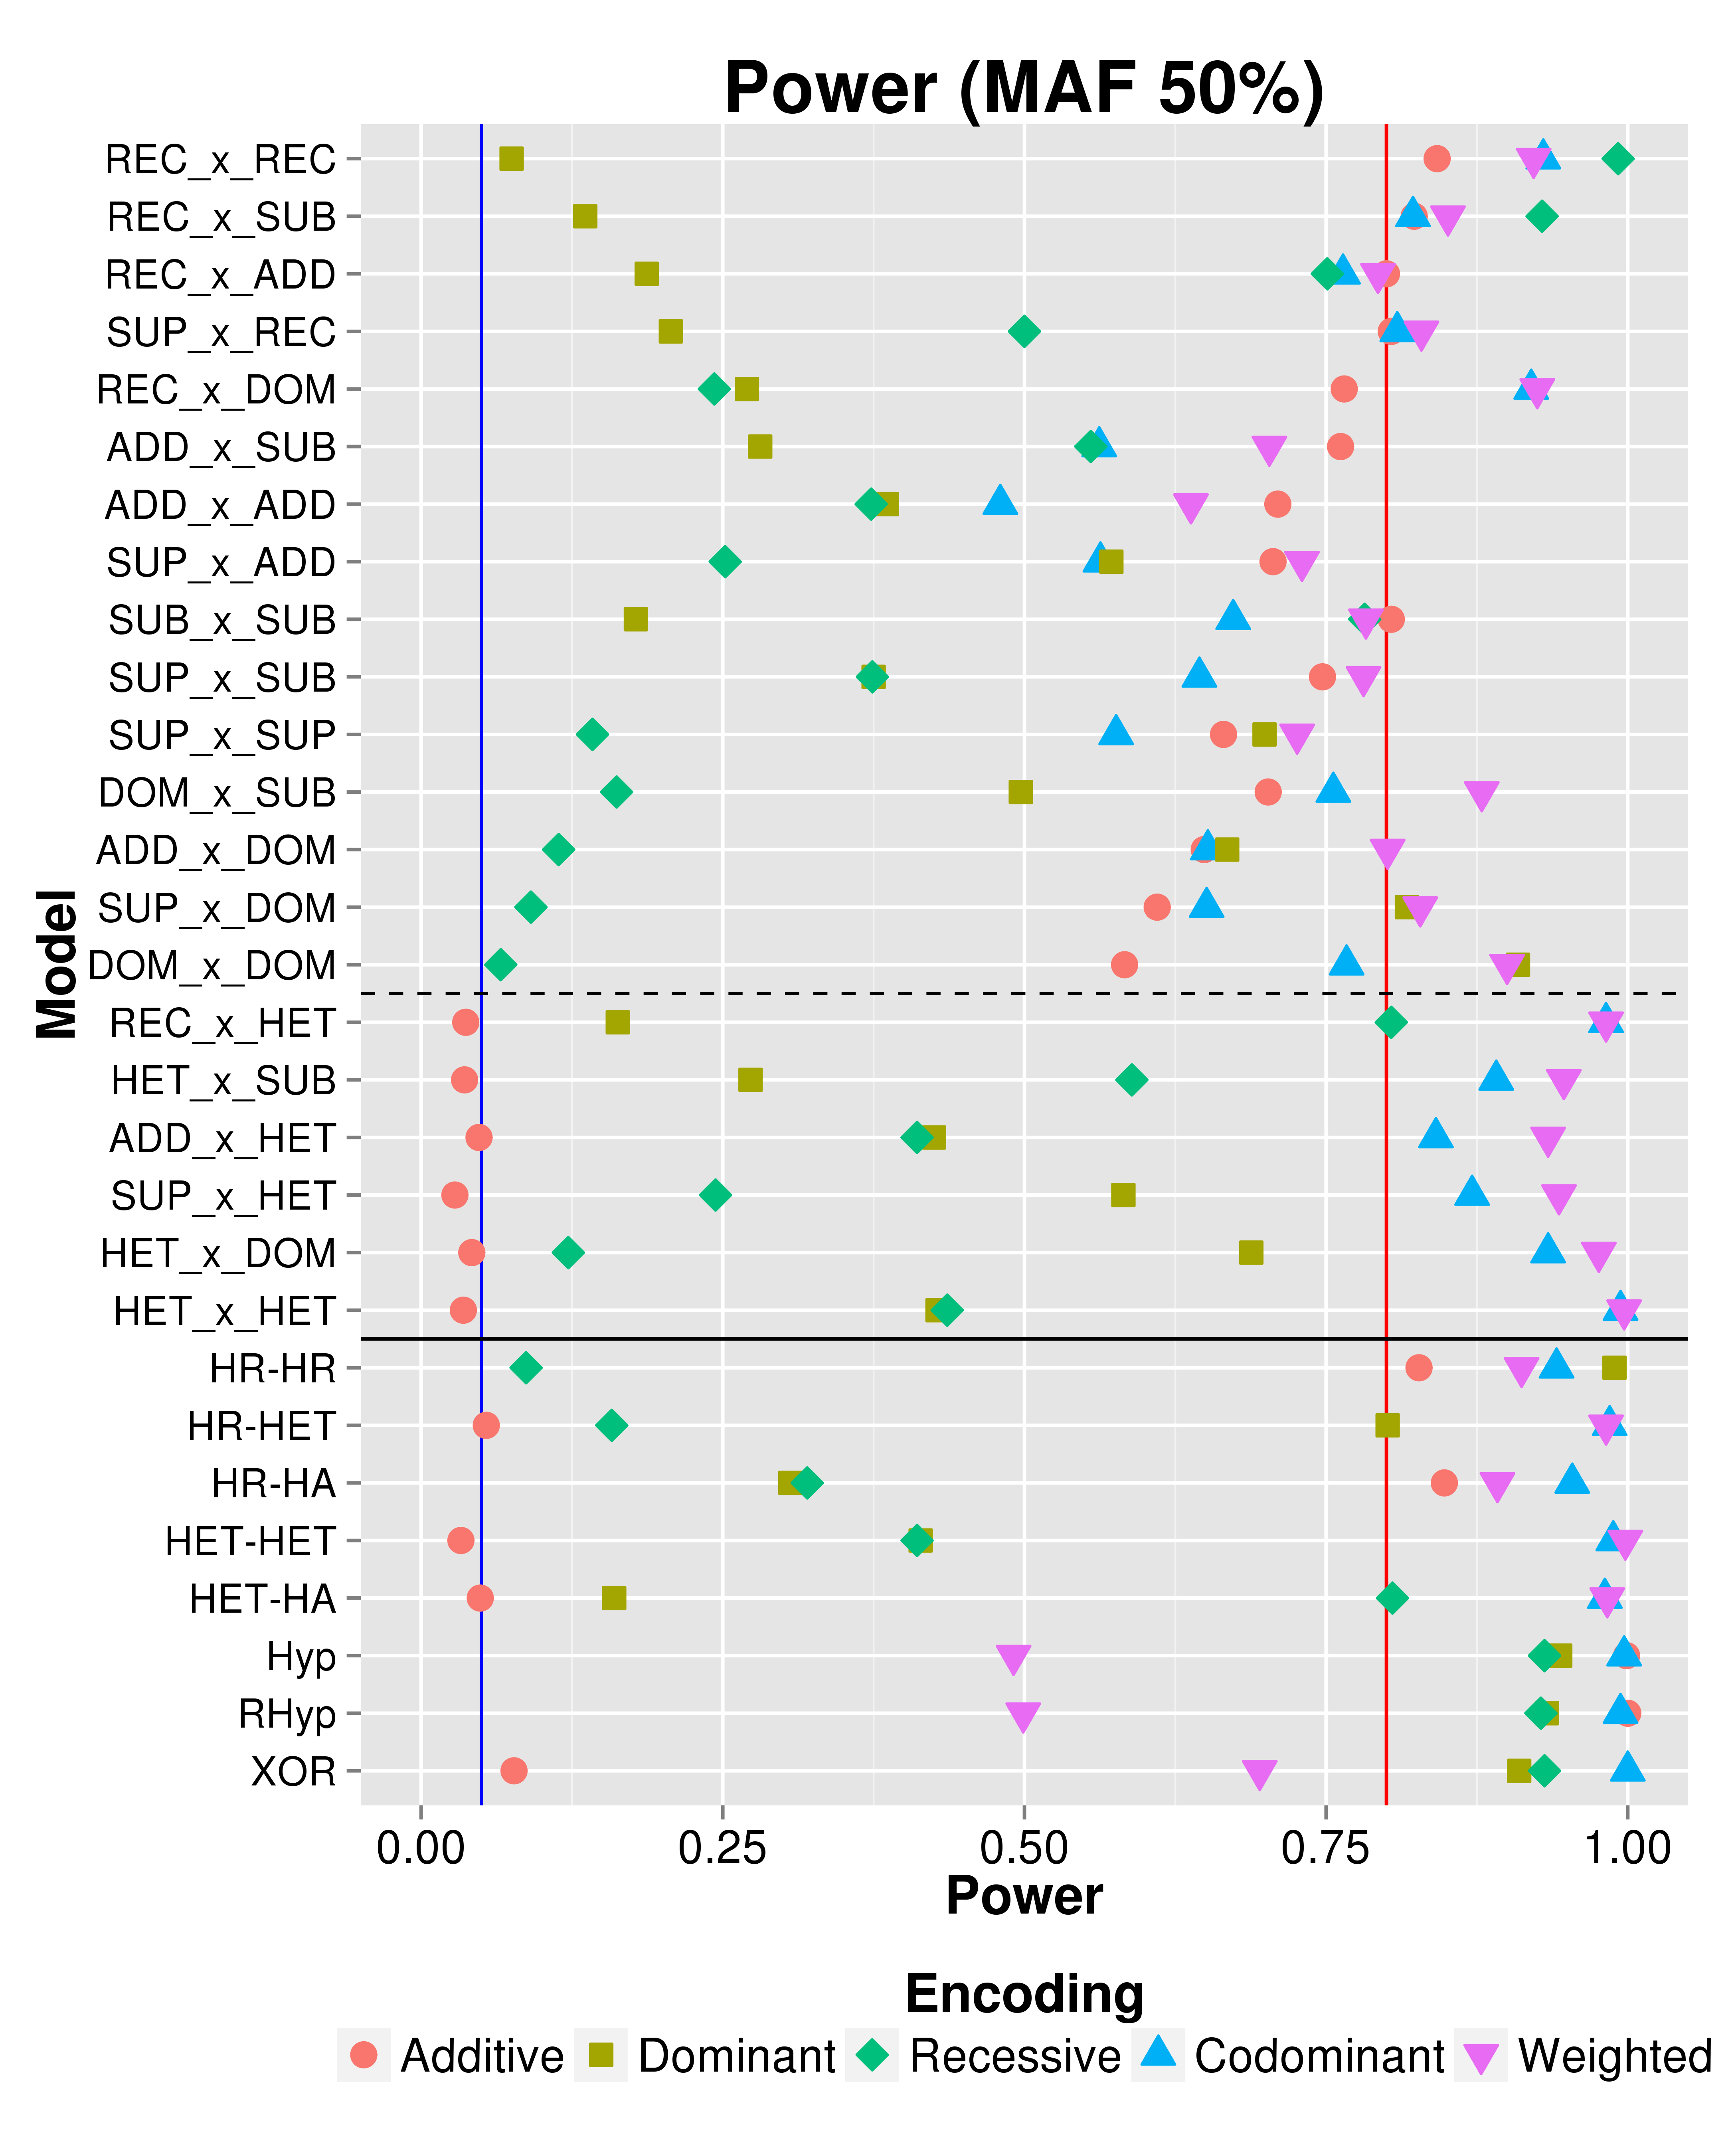 Power (MAF 50%)
REC_x_REC
REC_x_SUB
REC_x_ADD
SUP_x_REC
REC_x_DOM
ADD_x_SUB
ADD_x_ADD
SUP_x_ADD
SUB_x_SUB
SUP_x_SUB
SUP_x_SUP
DOM_x_SUB
ADD_x_DOM
SUP_x_DOM
DOM_x_DOM
REC_x_HET
HET_x_SUB
ADD_x_HET
SUP_x_HET
HET_x_DOM
HET_x_HET
HR-HR
HR-HET
HR-HA
HET-HET
HET-HA
Hyp
RHyp
XOR
Model
0.00 0.25 0.50 0.75 1.00
Power
Encoding
Additive Dominant Recessive Codominant Weighted